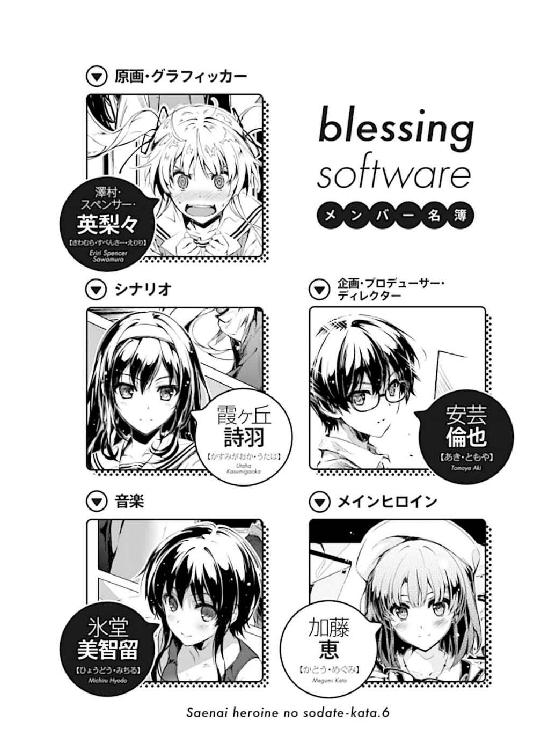 原画・グラフィッカー
澤村・
スペンサー・
英梨々
【さわむら・すぺんさー・えりり】
Eriri Spencer
Sawamura
blessing
software
メンバー名簿
シナリオ
霞ヶ丘
詩羽
【かすみがおか・うたは】
Utaha
Kasumigaoka
企画・プロデューサー・
ディレクター
安芸
倫也
【あき・ともや】
Tomoya Aki
音楽
氷堂
美智留
【ひょうどう・みちる】
Michiru Hyodo
メインヒロイン
加藤
恵
【かとう・めぐみ】
Megumi Kato
Saenai heroine no sodate-kata.6